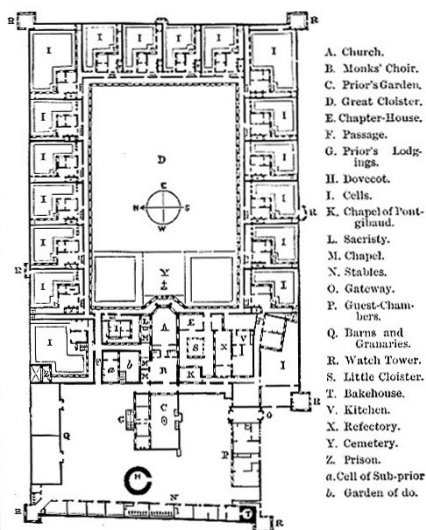 R R
I I I I I I
I I
I I
D
E
N S
W
I I R
I I
R
I I
Y
I I
A E
I S X V
I
a b B K
Z I
C
G O R
Q
P
H
N
R T
R
A. Church.
B. Monks' Choir.
C. Prior's Garden.
D. Great Cloister.
E. Chapter-House.
F. Passage.
G. Prior's Lodg-
ings.
H. Dovecot.
I. Cells.
K. Chapel of Pont-
gibaud.
L. Sacristy.
M. Chapel.
N. Stables.
O. Gateway.
P. Guest-Cham-
bers.
Q. Barns and
Granaries.
R. Watch Tower.
S. Little Cloister.
T. Bakehouse.
V. Kitchen.
X. Refectory.
Y. Cemetery.
Z. Prison.
a. Cell of Sub-prior
b. Garden of do.